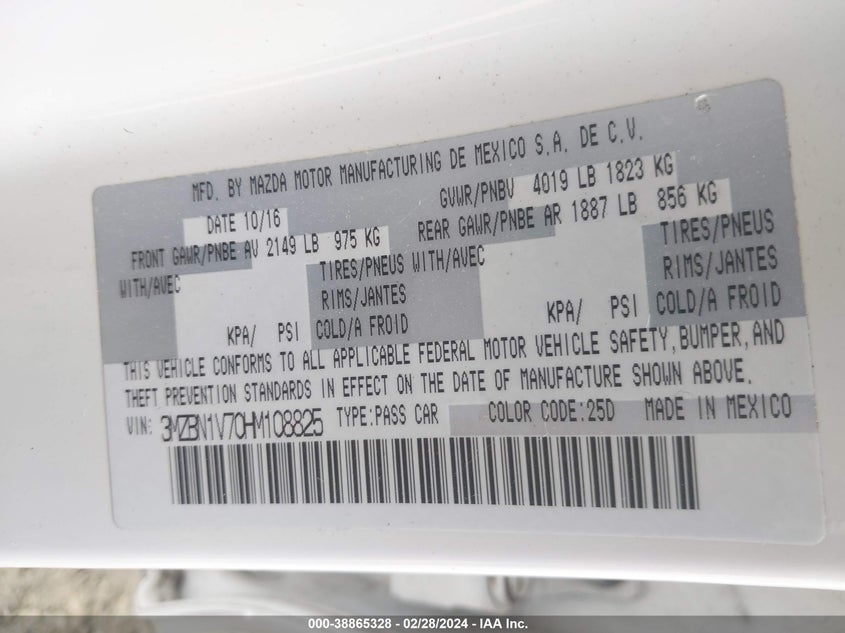 MFD. BY MAZDA MOTOR MANUFACTURING DE MEXICO S.A. DE C.V.
DATE 10/16 GVWR/PNBV 4019 LB 1823 KG
FRONT GAWR/PNBE AV 2149 LB 975 KG REAR GAWR/PNBE AR 1887 LB 856 KG
WITH/AVEC TIRES/PNEUS WITH/AVEC TIRES/PNEUS
RIMS/JANTES RIMS/JANTES
KPA/ PSI COLD/A FROID KPA/ PSI COLD/A FROID
THIS VEHICLE CONFORMS TO ALL APPLICABLE FEDERAL MOTOR VEHICLE SAFETY, BUMPER, AND
THEFT PREVENTION STANDARDS IN EFFECT ON THE DATE OF MANUFACTURE SHOWN ABOVE.
VIN: 3MZBN1V70HM108825 TYPE:PASS CAR COLOR CODE:25D MADE IN MEXICO
000-38865328 - 02/28/2024 - IAA Inc.